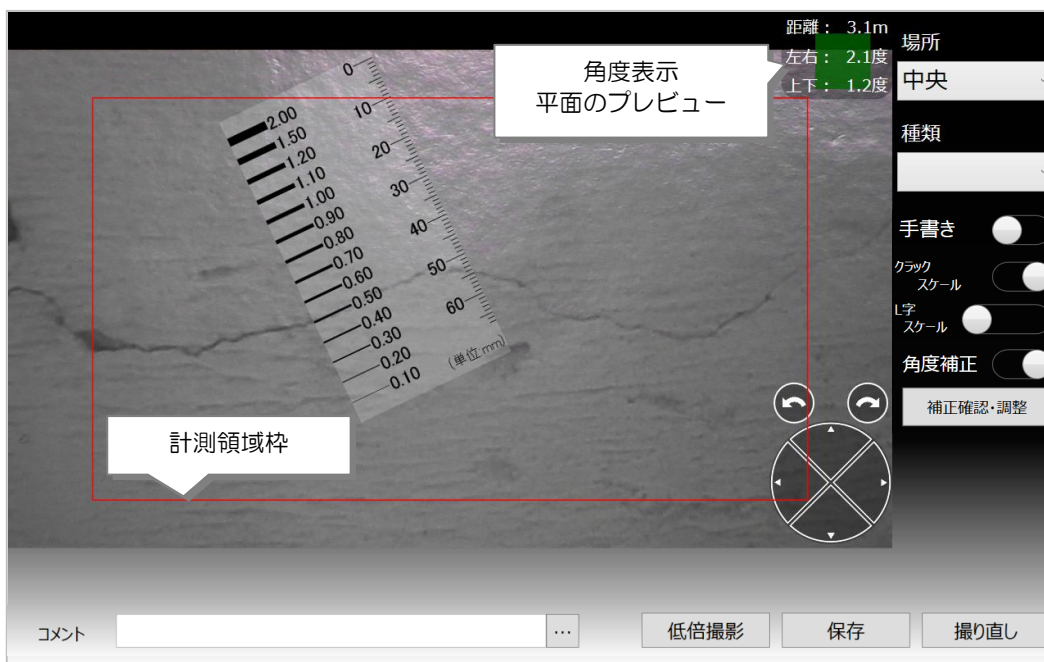 距離： 3.1m
左右： 2.1度
上下： 1.2度
角度表示
平面のプレビュー
場所
中央
種類
手書き
クラック
スケール
L字
スケール
角度補正
補正確認・調整
0
10
20
30
40
50
60
(単位:mm)
2.00
1.50
1.20
1.10
1.00
0.90
0.80
0.70
0.60
0.50
0.40
0.30
0.20
0.10
計測領域枠
コメント
...
低倍撮影
保存
撮り直し